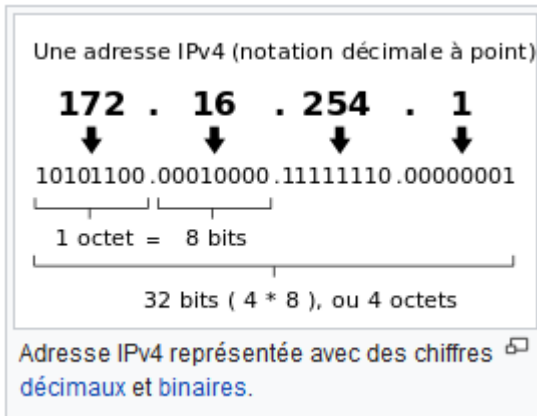 Une adresse IPv4 (notation décimale à point)
172 . 16 . 254 . 1
10101100 .00010000 .11111110 .00000001
1 octet = 8 bits
32 bits ( 4 * 8 ), ou 4 octets
Adresse IPv4 représentée avec des chiffres
décimaux et binaires.